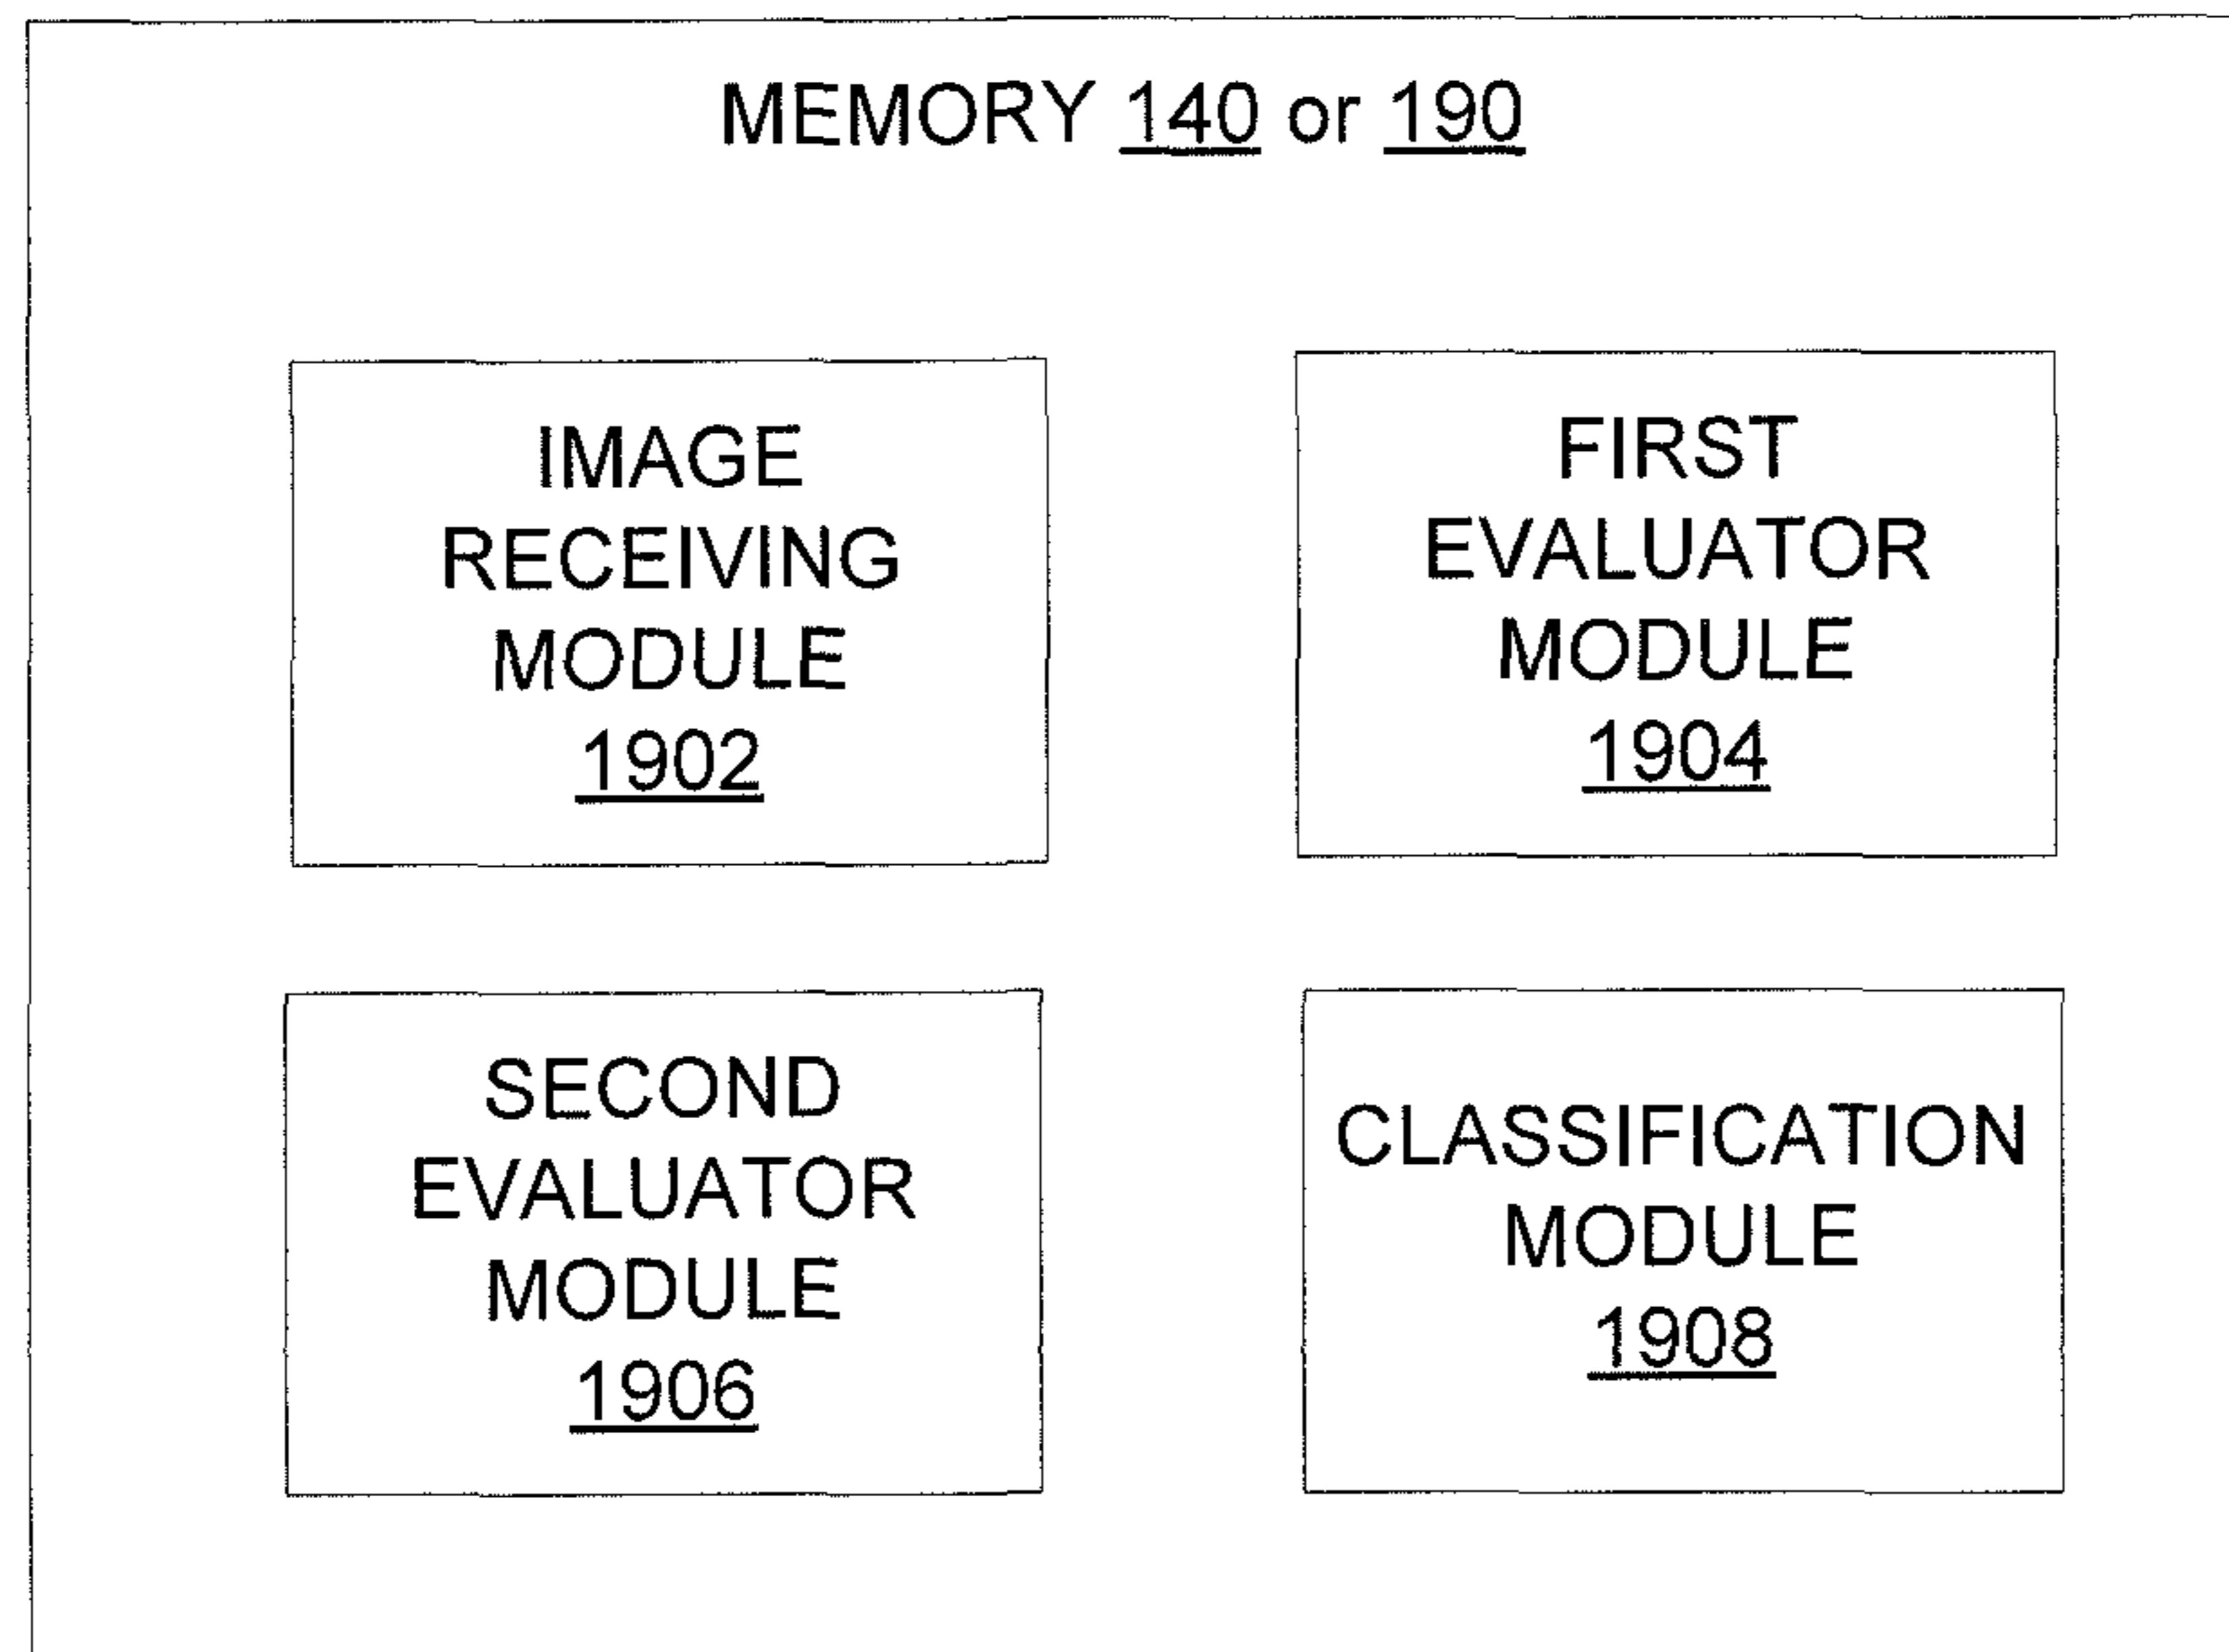 MEMORY 140 or 190
IMAGE
RECEIVING
MODULE
1902
FIRST
EVALUATOR
MODULE
1904
SECOND
EVALUATOR
MODULE
1906
CLASSIFICATION
MODULE
1908